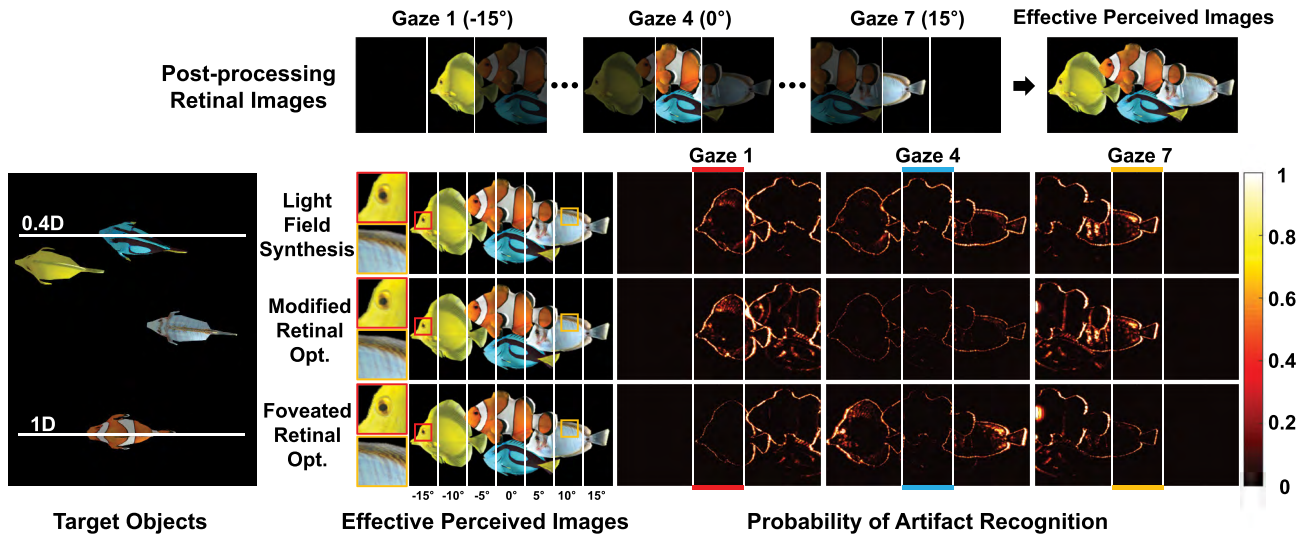 Gaze 1 (-15°)
Gaze 4 (0°)
Gaze 7 (15°)
Effective Perceived Images
Post-processing
Retinal Images
Gaze 1
Gaze 4
Gaze 7
0.4D
1D
Target Objects
Light
Field
Synthesis
Modified
Retinal
Opt.
Foveated
Retinal
Opt.
-15° -10° -5° 0° 5° 10° 15°
Effective Perceived Images
Probability of Artifact Recognition
1
0.8
0.6
0.4
0.2
0